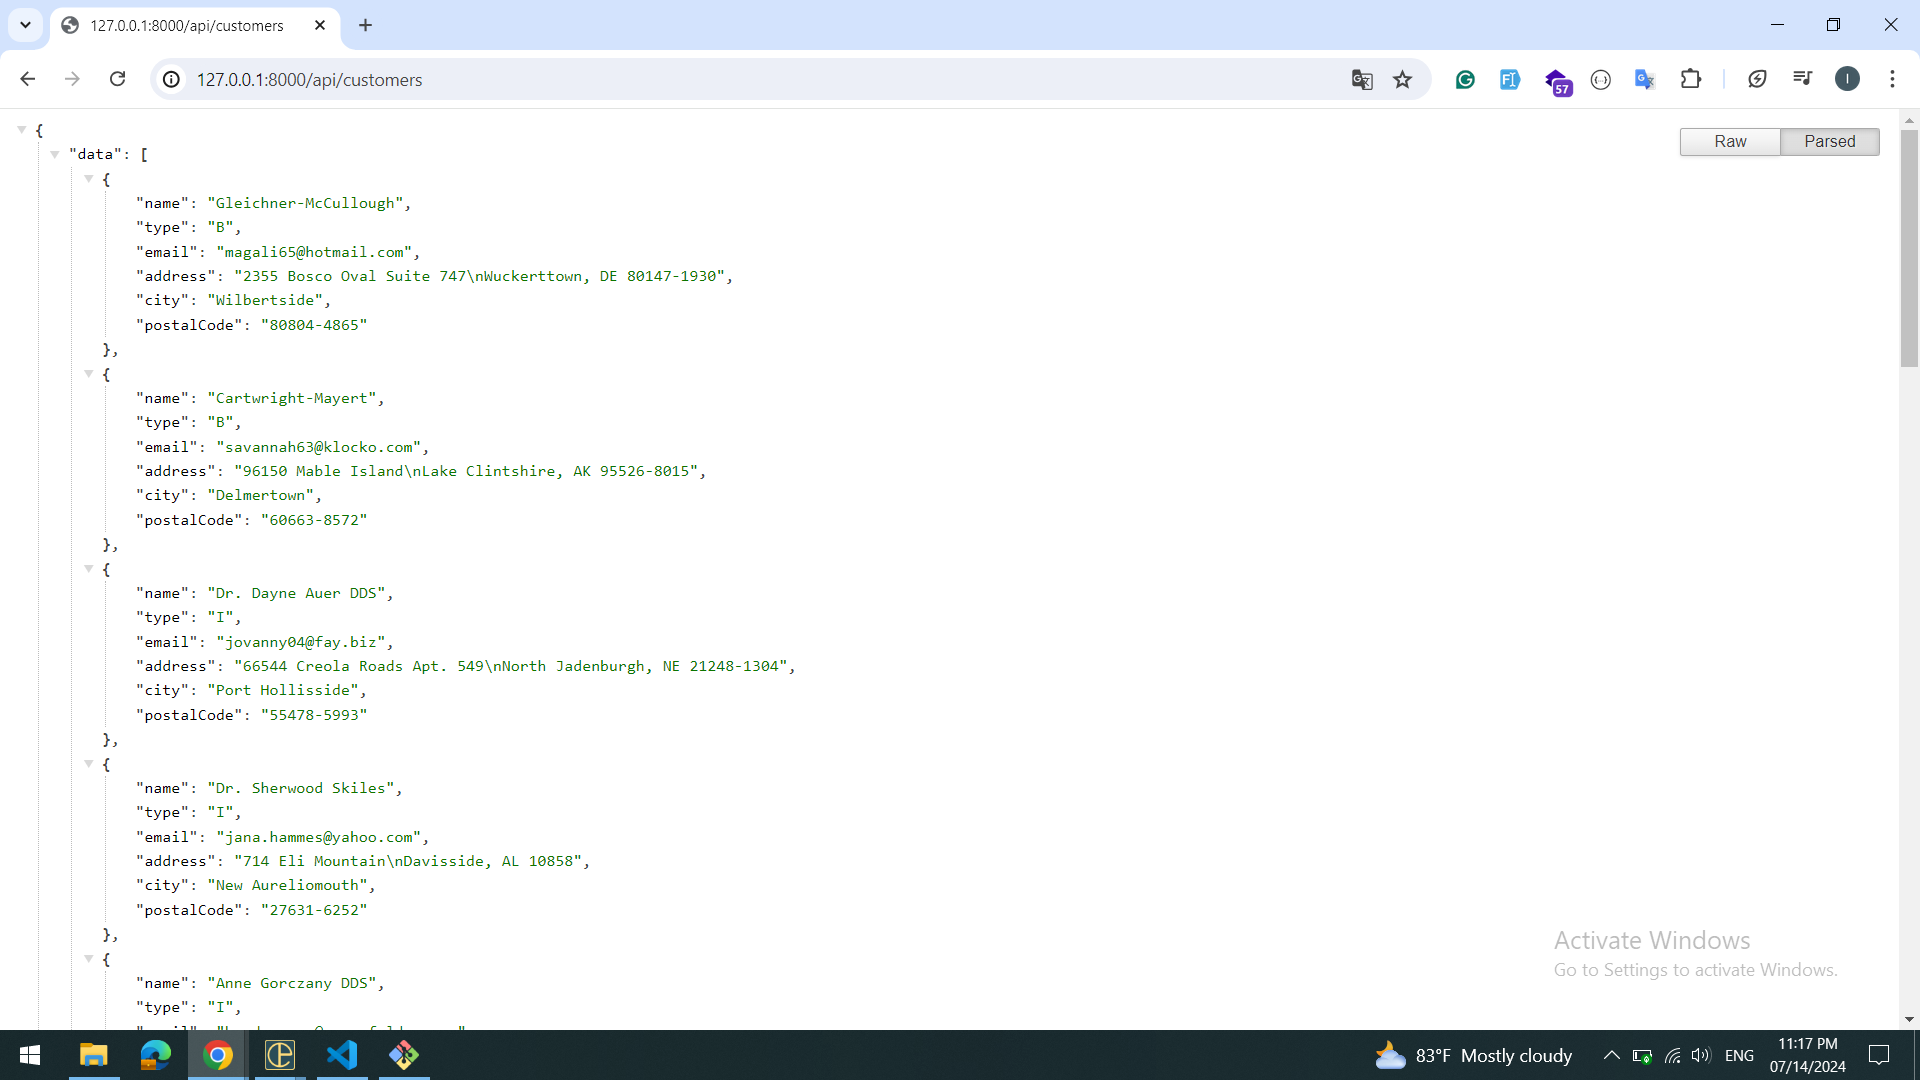 127.0.0.1:8000/api/customers
127.0.0.1:8000/api/customers
57
I
Raw Parsed
{
"data": [
{
"name": "Gleichner-McCullough",
"type": "B",
"email": "magali65@hotmail.com",
"address": "2355 Bosco Oval Suite 747\nWuckerttown, DE 80147-1930",
"city": "Wilbertside",
"postalCode": "80804-4865"
},
{
"name": "Cartwright-Mayert",
"type": "B",
"email": "savannah63@klocko.com",
"address": "96150 Mable Island\nLake Clintshire, AK 95526-8015",
"city": "Delmertown",
"postalCode": "60663-8572"
},
{
"name": "Dr. Dayne Auer DDS",
"type": "I",
"email": "jovanny04@fay.biz",
"address": "66544 Creola Roads Apt. 549\nNorth Jadenburgh, NE 21248-1304",
"city": "Port Hollisside",
"postalCode": "55478-5993"
},
{
"name": "Dr. Sherwood Skiles",
"type": "I",
"email": "jana.hammes@yahoo.com",
"address": "714 Eli Mountain\nDavisside, AL 10858",
"city": "New Aureliomouth",
"postalCode": "27631-6252"
},
{
"name": "Anne Gorczany DDS",
"type": "I",
Activate Windows
Go to Settings to activate Windows.
83°F Mostly cloudy
ENG
11:17 PM
07/14/2024